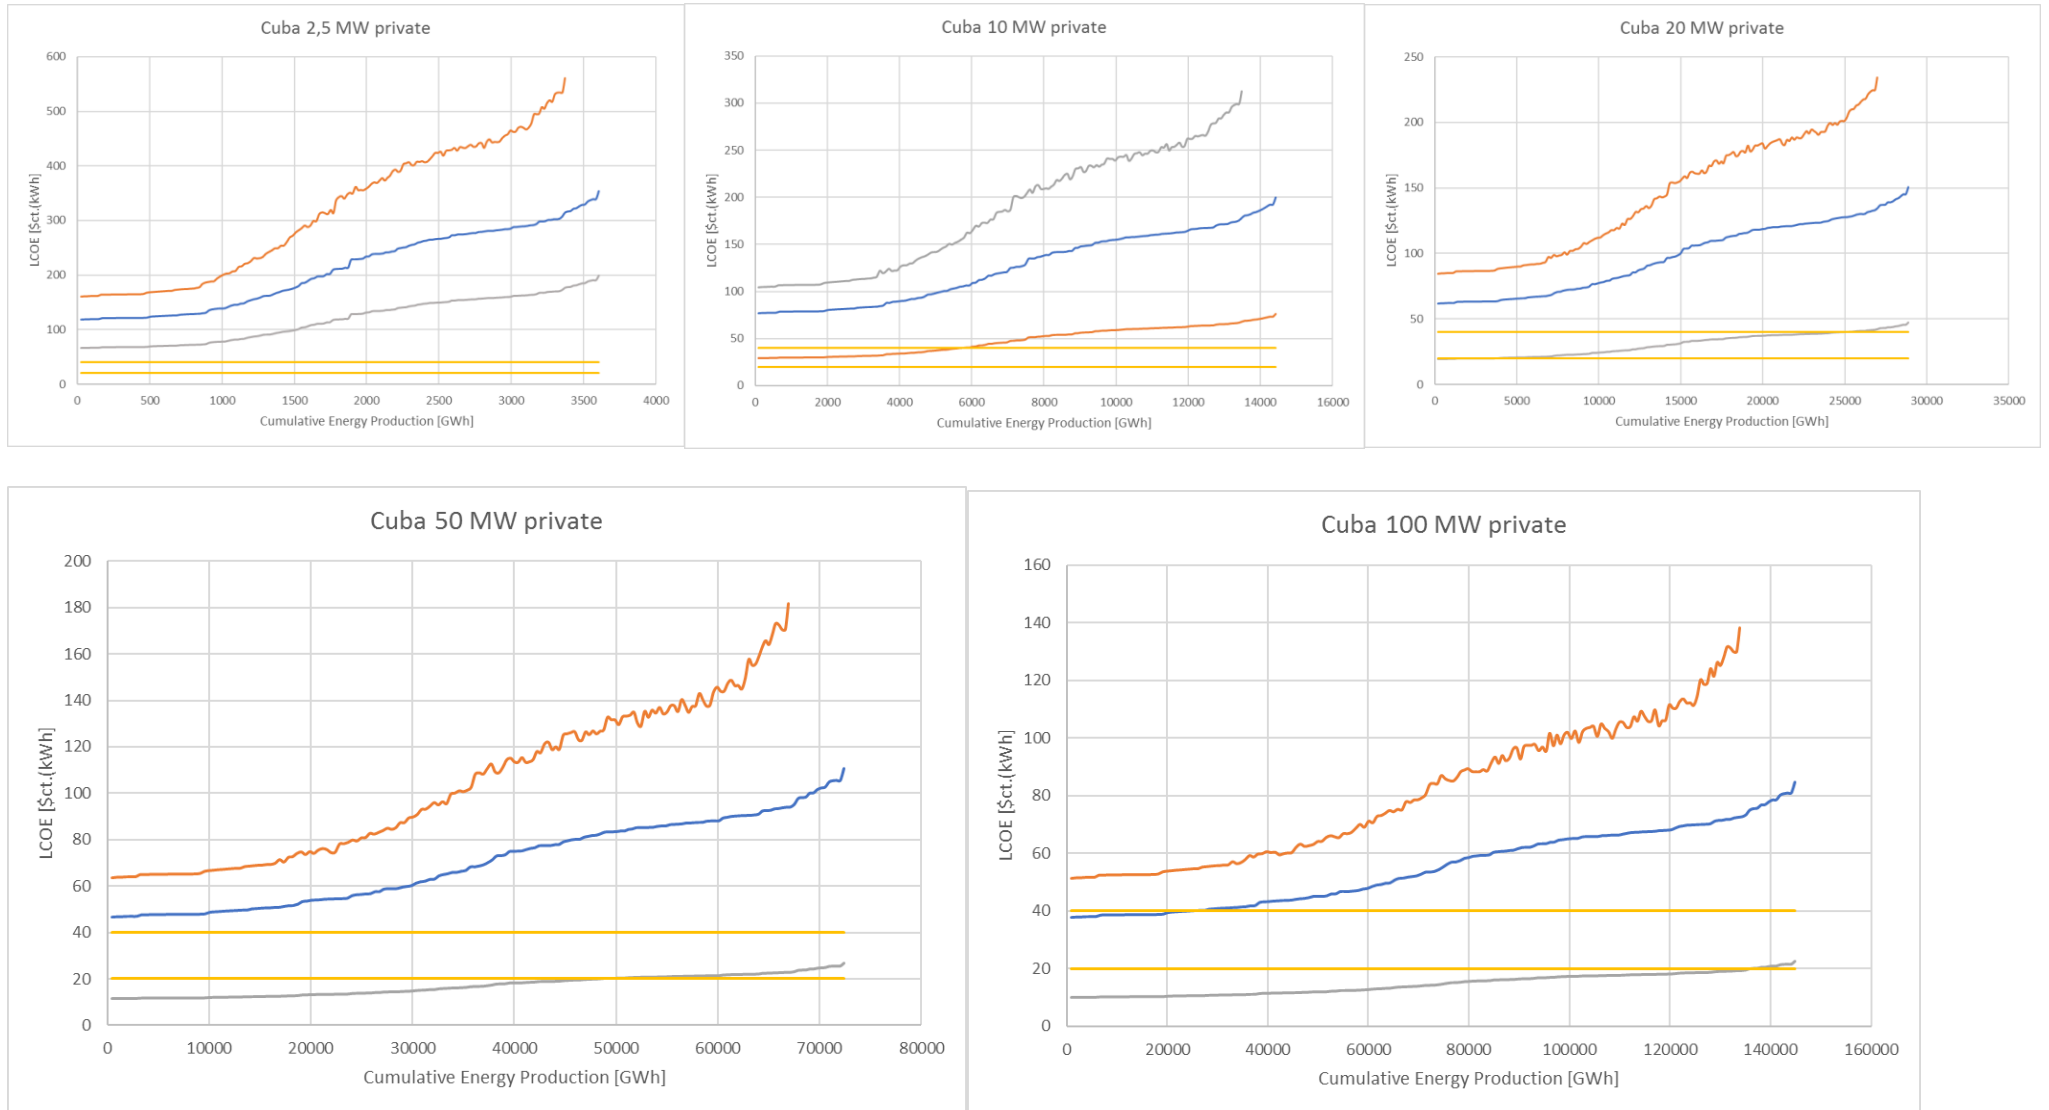 Cuba 2,5 MW private
600
500
400
300
200
100
0
LCOE [$ct.(kWh]
0 500 1000 1500 2000 2500 3000 3500 4000
Cumulative Energy Production [GWh]
Cuba 10 MW private
350
300
250
200
150
100
50
0
LCOE [$ct.(kWh]
0 2000 4000 6000 8000 10000 12000 14000 16000
Cumulative Energy Production [GWh]
Cuba 20 MW private
250
200
150
100
50
0
LCOE [$ct.(kWh]
0 5000 10000 15000 20000 25000 30000 35000
Cumulative Energy Production [GWh]
Cuba 50 MW private
200
180
160
140
120
100
80
60
40
20
0
LCOE [$ct.(kWh]
0 10000 20000 30000 40000 50000 60000 70000 80000
Cumulative Energy Production [GWh]
Cuba 100 MW private
160
140
120
100
80
60
40
20
0
LCOE [$ct.(kWh]
0 20000 40000 60000 80000 100000 120000 140000 160000
Cumulative Energy Production [GWh]